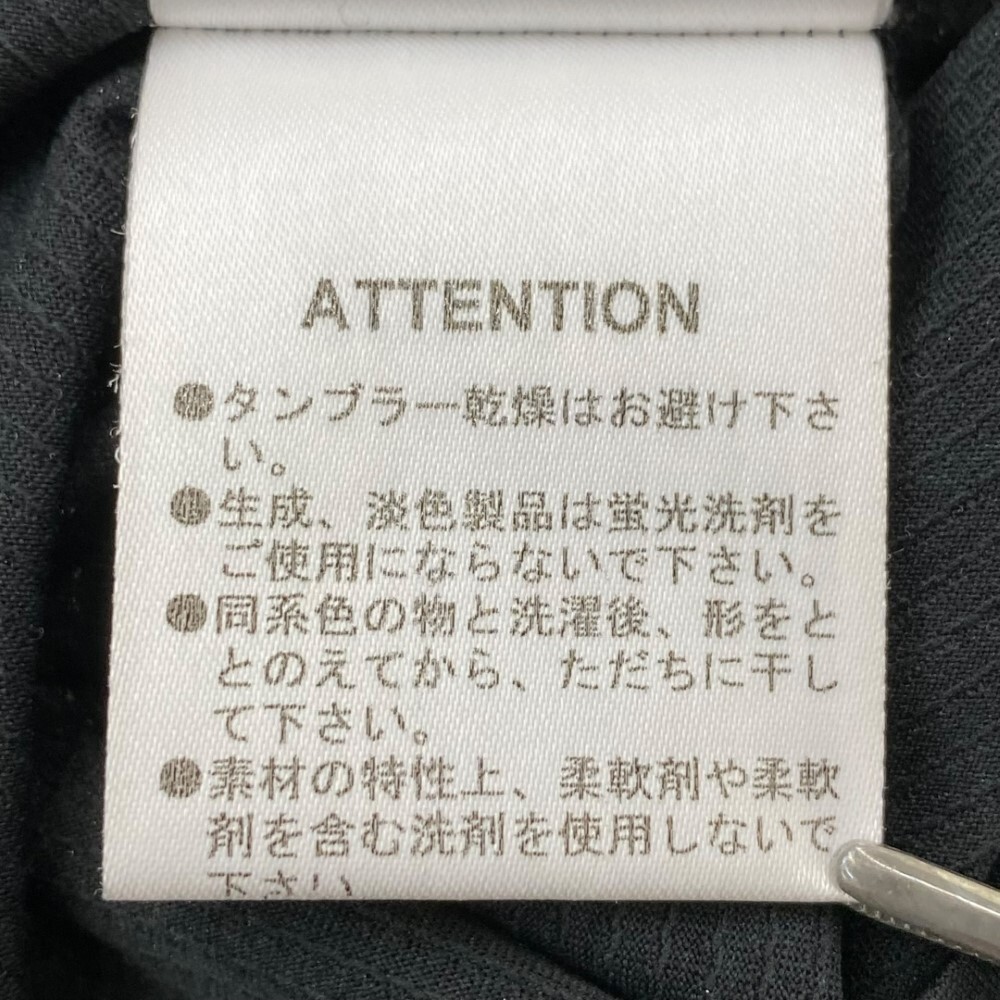 ATTENTION
●タンブラー乾燥はお避け下さ
い。
●生成、淡色製品は蛍光洗剤を
ご使用にならないで下さい。
●同系色の物と洗濯後、形をと
とのえてから、ただちに干し
て下さい。
●素材の特性上、柔軟剤や柔軟
剤を含む洗剤を使用しないで
下さい